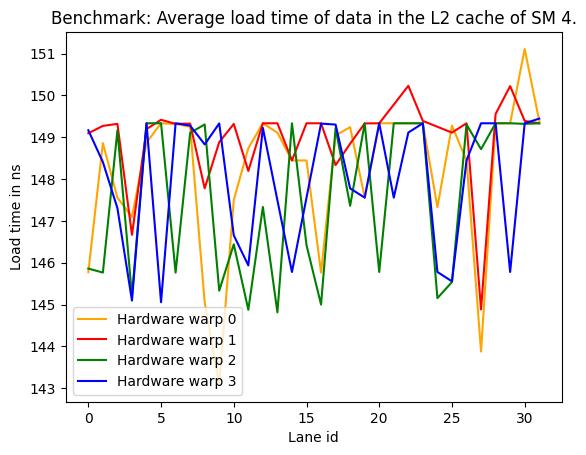 Benchmark: Average load time of data in the L2 cache of SM 4.
151
150
149
148
147
146
145
144
143
Load time in ns
Hardware warp 0
Hardware warp 1
Hardware warp 2
Hardware warp 3
0
5
10
15
20
25
30
Lane id